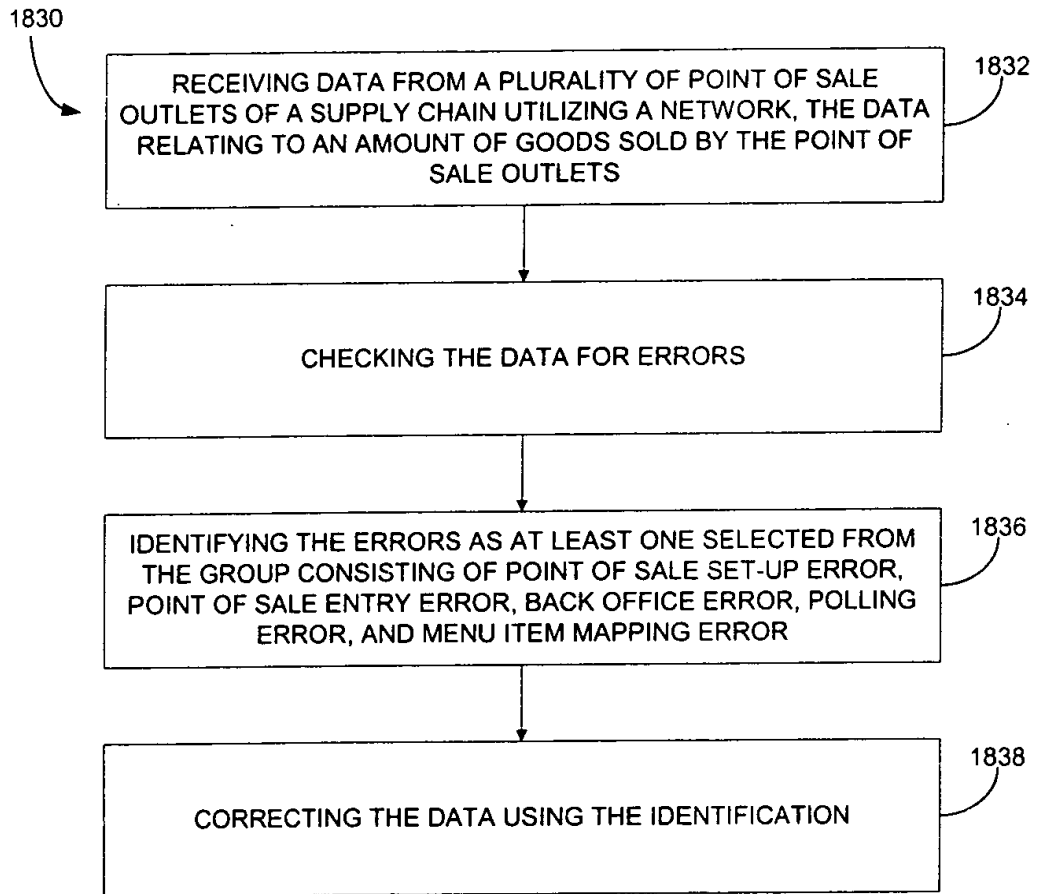 1830
RECEIVING DATA FROM A PLURALITY OF POINT OF SALE
OUTLETS OF A SUPPLY CHAIN UTILIZING A NETWORK, THE DATA
RELATING TO AN AMOUNT OF GOODS SOLD BY THE POINT OF
SALE OUTLETS
1832
CHECKING THE DATA FOR ERRORS
1834
IDENTIFYING THE ERRORS AS AT LEAST ONE SELECTED FROM
THE GROUP CONSISTING OF POINT OF SALE SET-UP ERROR,
POINT OF SALE ENTRY ERROR, BACK OFFICE ERROR, POLLING
ERROR, AND MENU ITEM MAPPING ERROR
1836
CORRECTING THE DATA USING THE IDENTIFICATION
1838